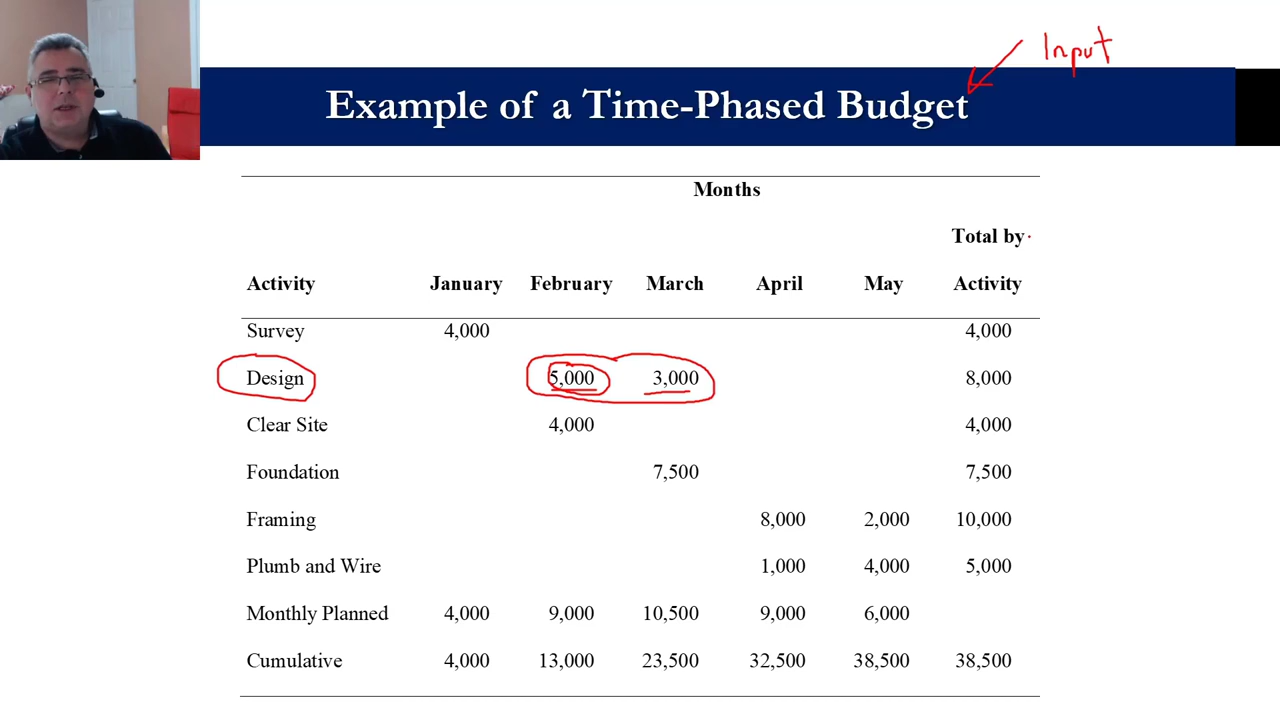 Input
Example of a Time-Phased Budget
Months
Total by
Activity January February March April May Activity
Survey 4,000 4,000
Design 5,000 3,000 8,000
Clear Site 4,000 4,000
Foundation 7,500 7,500
Framing 8,000 2,000 10,000
Plumb and Wire 1,000 4,000 5,000
Monthly Planned 4,000 9,000 10,500 9,000 6,000
Cumulative 4,000 13,000 23,500 32,500 38,500 38,500